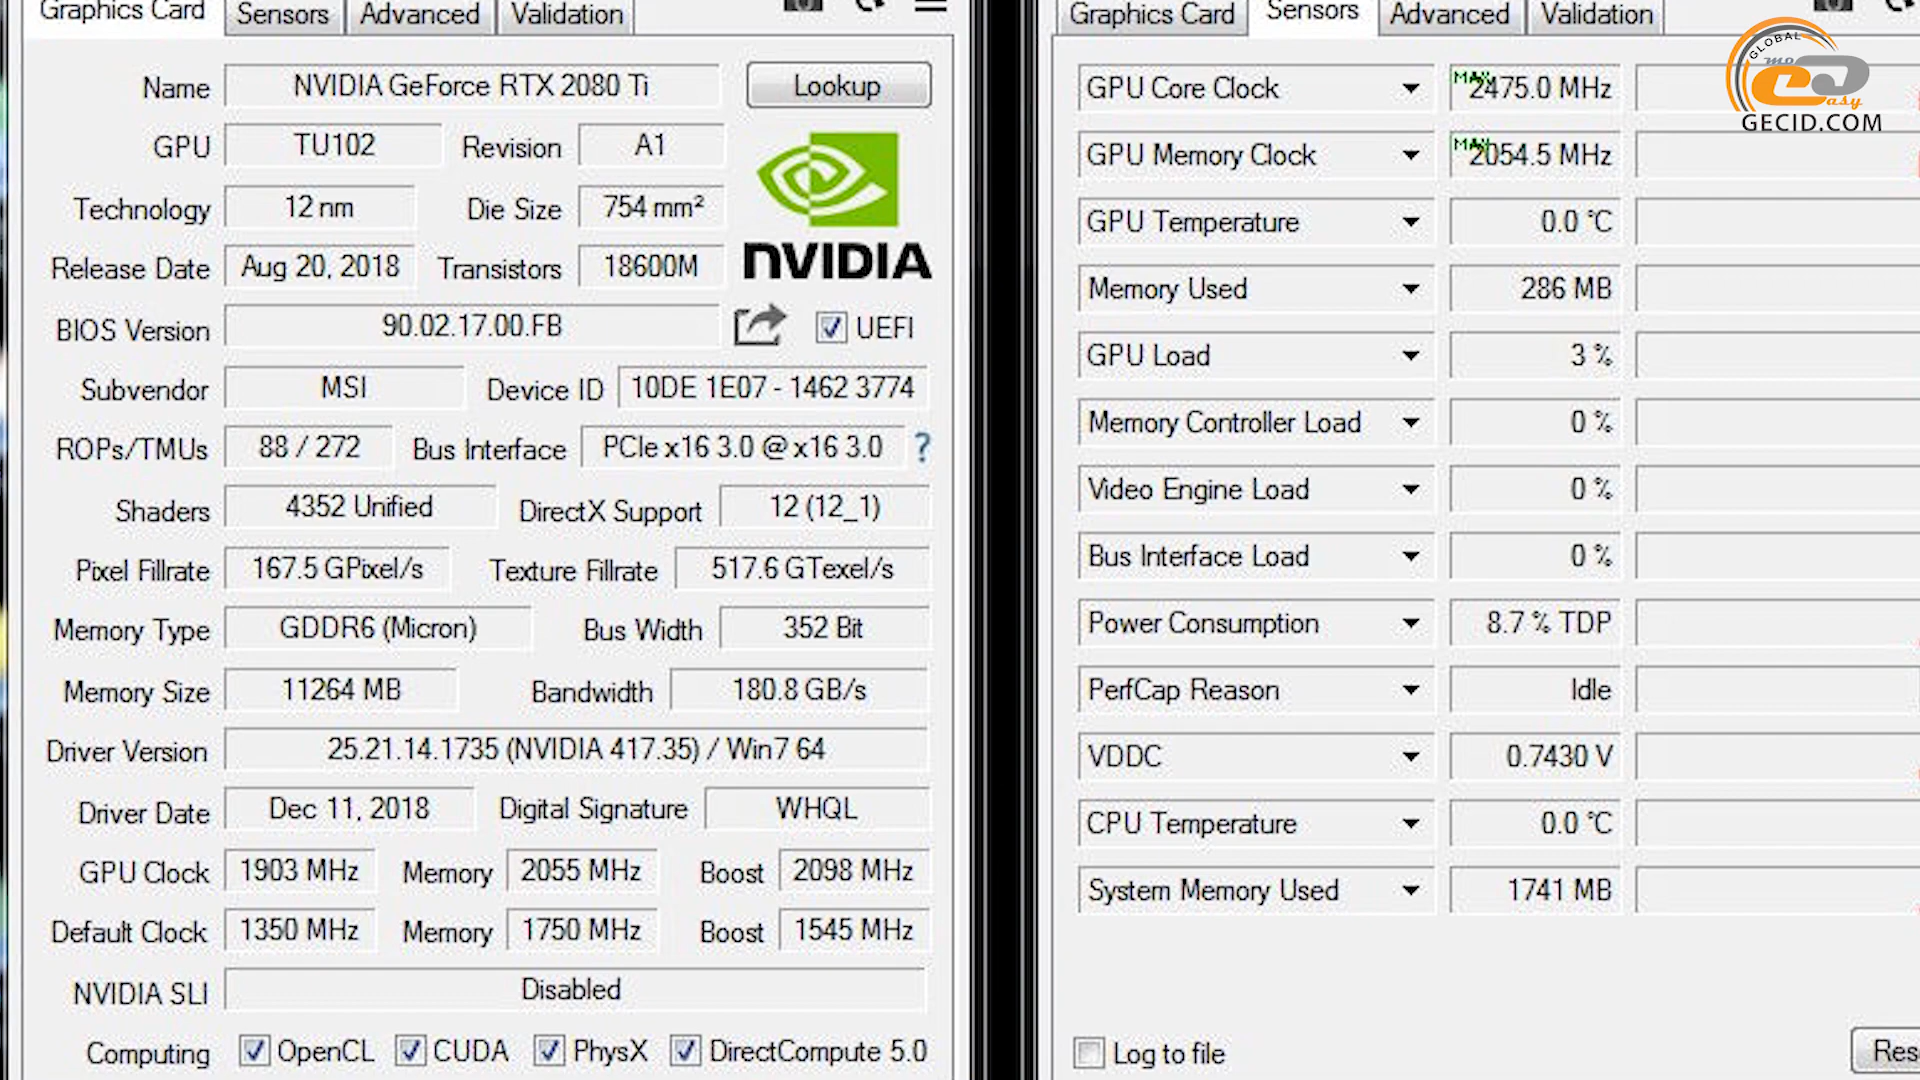 Graphics Card Sensors Advanced Validation
Name NVIDIA GeForce RTX 2080 Ti Lookup
GPU TU102 Revision A1
Technology 12 nm Die Size 754 mm²
NVIDIA
Release Date Aug 20, 2018 Transistors 18600M
BIOS Version 90.02.17.00.FB UEFI
Subvendor MSI Device ID 10DE 1E07 - 1462 3774
ROPs/TMUs 88 / 272 Bus Interface PCIe x16 3.0 @ x16 3.0 ?
Shaders 4352 Unified DirectX Support 12 (12_1)
Pixel Fillrate 167.5 GPixel/s Texture Fillrate 517.6 GTexel/s
Memory Type GDDR6 (Micron) Bus Width 352 Bit
Memory Size 11264 MB Bandwidth 180.8 GB/s
Driver Version 25.21.14.1735 (NVIDIA 417.35) / Win7 64
Driver Date Dec 11, 2018 Digital Signature WHQL
GPU Clock 1903 MHz Memory 2055 MHz Boost 2098 MHz
Default Clock 1350 MHz Memory 1750 MHz Boost 1545 MHz
NVIDIA SLI Disabled
Computing OpenCL CUDA PhysX DirectCompute 5.0
Graphics Card Sensors Advanced Validation
GPU Core Clock MAX 2475.0 MHz
GPU Memory Clock MAX 2054.5 MHz
GPU Temperature 0.0 °C
Memory Used 286 MB
GPU Load 3 %
Memory Controller Load 0 %
Video Engine Load 0 %
Bus Interface Load 0 %
Power Consumption 8.7 % TDP
PerfCap Reason Idle
VDDC 0.7430 V
CPU Temperature 0.0 °C
System Memory Used 1741 MB
Log to file Res
GLOBAL
easy
GECID.COM